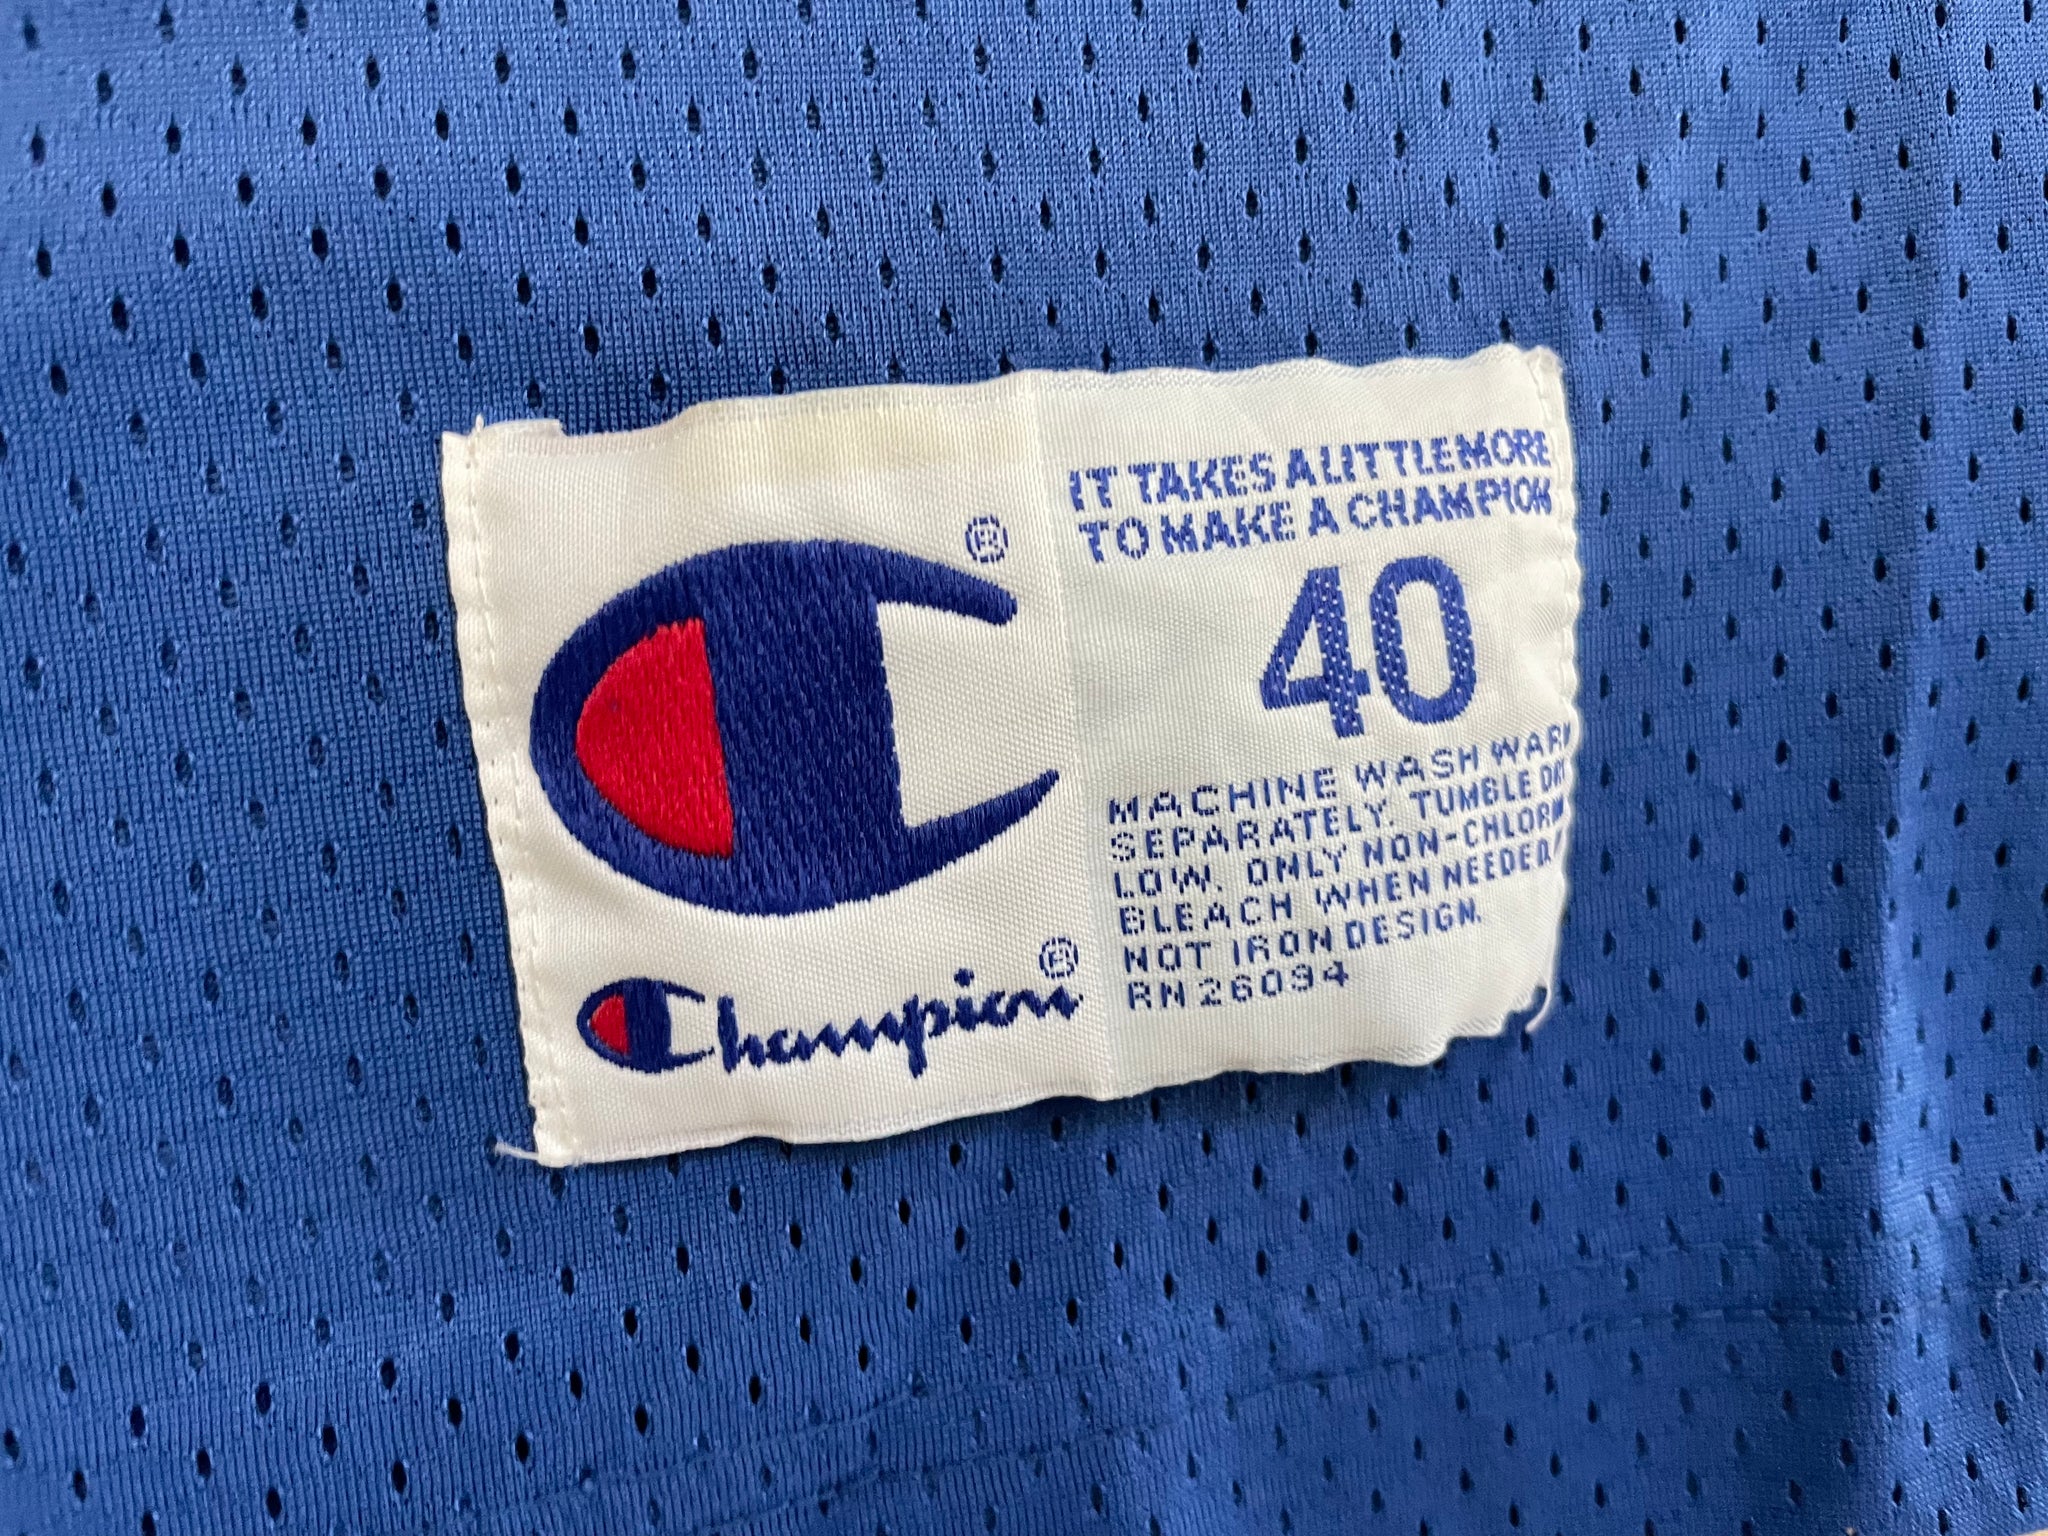 ®
Champion®
IT TAKES A LITTLE MORE
TO MAKE A CHAMPION
40
MACHINE WASH WARM
SEPARATELY. TUMBLE DRY
LOW. ONLY NON-CHLORINE
BLEACH WHEN NEEDED.
NOT IRON DESIGN.
RN 26094